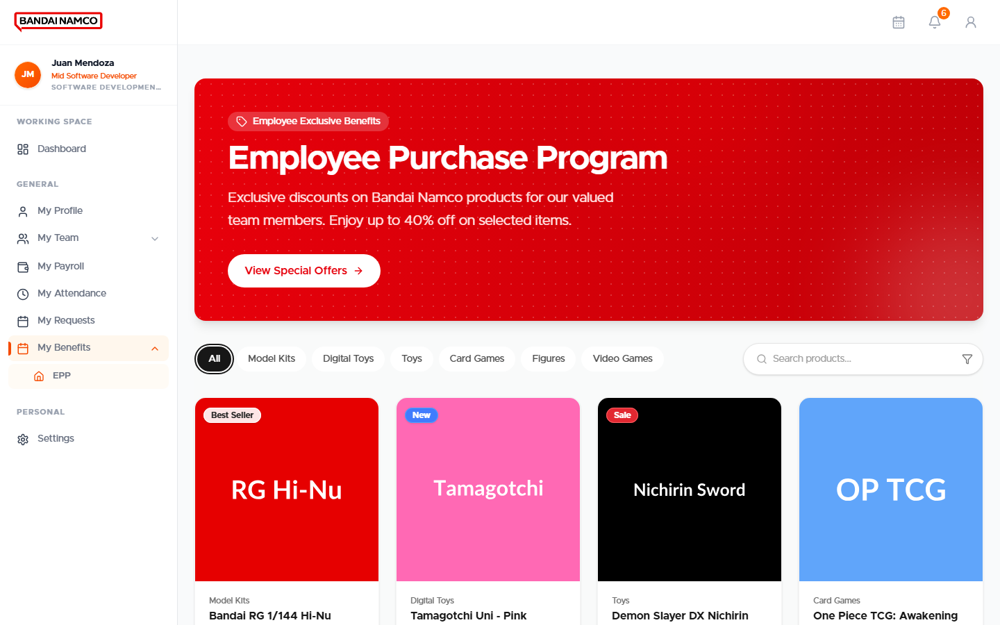 BANDAI NAMCO
6
JM
Juan Mendoza
Mid Software Developer
SOFTWARE DEVELOPMEN...
WORKING SPACE
Dashboard
GENERAL
My Profile
My Team
My Payroll
My Attendance
My Requests
My Benefits
EPP
PERSONAL
Settings
Employee Exclusive Benefits
Employee Purchase Program
Exclusive discounts on Bandai Namco products for our valued
team members. Enjoy up to 40% off on selected items.
View Special Offers
All
Model Kits
Digital Toys
Toys
Card Games
Figures
Video Games
Search products...
Best Seller
RG Hi-Nu
Model Kits
Bandai RG 1/144 Hi-Nu
New
Tamagotchi
Digital Toys
Tamagotchi Uni - Pink
Sale
Nichirin Sword
Toys
Demon Slayer DX Nichirin
OP TCG
Card Games
One Piece TCG: Awakening